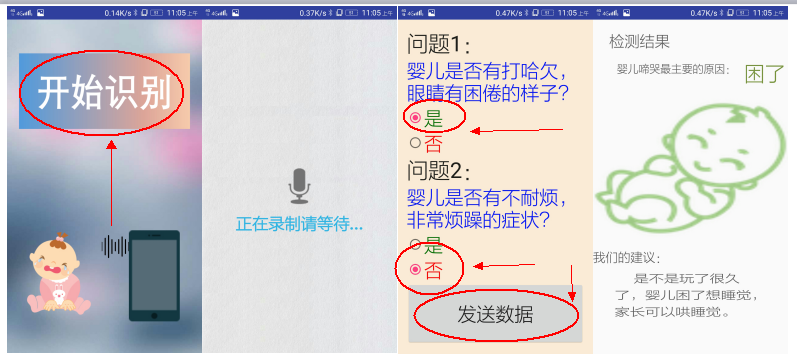 0.14K/s 11:05 上午
开始识别
0.37K/s 11:05 上午
正在录制请等待...
0.47K/s 11:05 上午
问题1：
婴儿是否有打哈欠，
眼睛有困倦的样子？
是
否
问题2：
婴儿是否有不耐烦，
非常烦躁的症状？
是
否
发送数据
0.47K/s 11:05 上午
检测结果
婴儿啼哭最主要的原因：
困了
我们的建议：
是不是玩了很久
了，婴儿困了想睡觉，
家长可以哄睡觉。